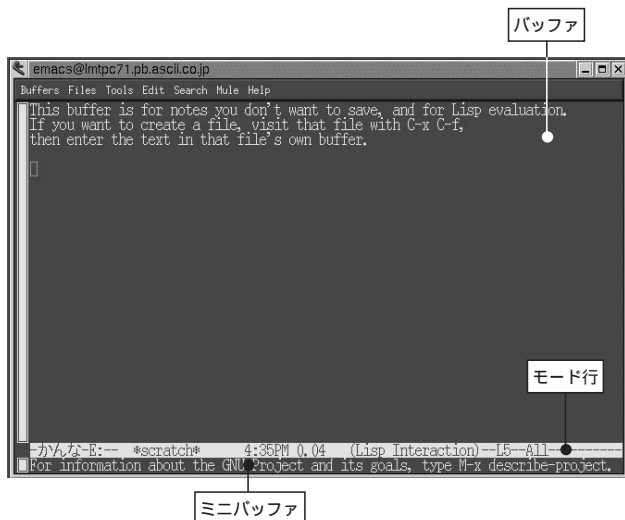 バッファ
emacs@lmtpc71.pb.ascii.co.jp
Buffers Files Tools Edit Search Mule Help
This buffer is for notes you don't want to save, and for Lisp evaluation.
If you want to create a file, visit that file with C-x C-f,
then enter the text in that file's own buffer.
モード行
-かんな-E:-- *scratch* 4:35PM 0.04 (Lisp Interaction)--L5--All--------
For information about the GNU Project and its goals, type M-x describe-project.
ミニバッファ